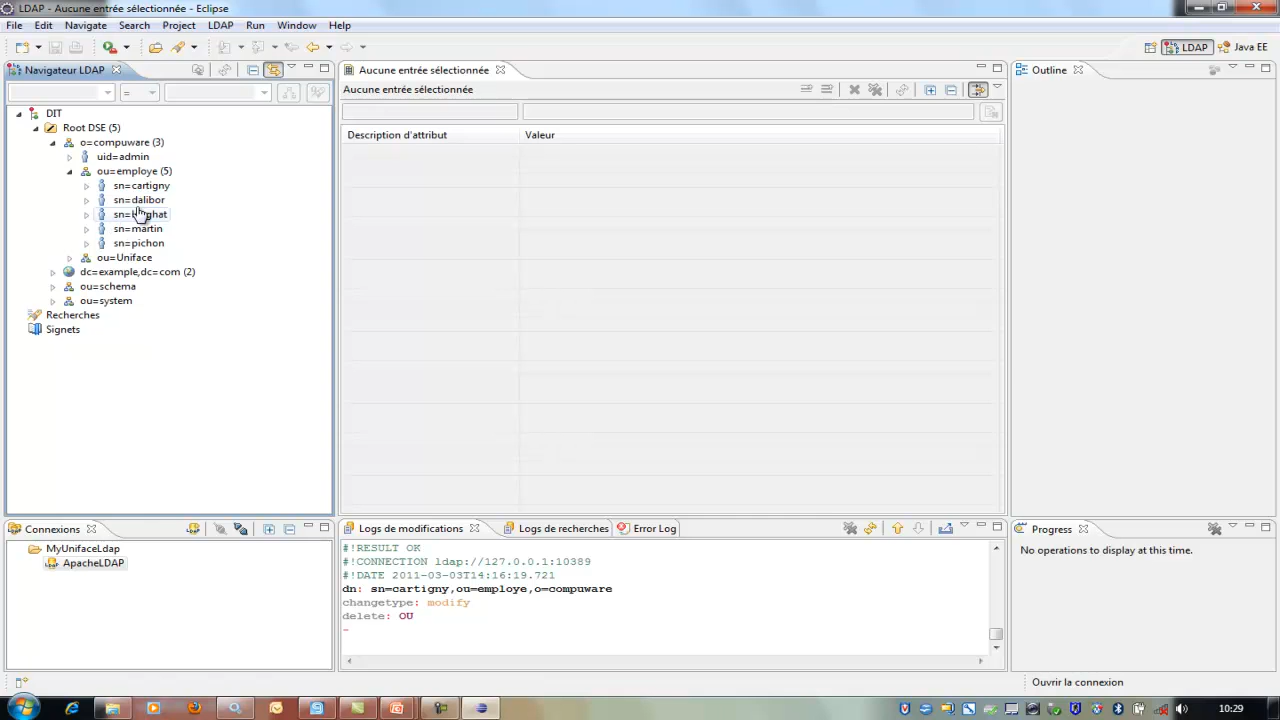 LDAP - Aucune entrée sélectionnée - Eclipse
File Edit Navigate Search Project LDAP Run Window Help
LDAP Java EE
Navigateur LDAP
=
DIT
Root DSE (5)
o=compuware (3)
uid=admin
ou=employe (5)
sn=cartigny
sn=dalibor
sn=
sn=martin
sn=pichon
ou=Uniface
dc=example,dc=com (2)
ou=schema
ou=system
Recherches
Signets
Aucune entrée sélectionnée
Aucune entrée sélectionnée
Description d'attribut Valeur
Outline
Connexions
MyUnifaceLdap
ApacheLDAP
Logs de modifications Logs de recherches Error Log
#!RESULT OK
#!CONNECTION ldap://127.0.0.1:10389
#!DATE 2011-03-03T14:16:19.721
dn: sn=cartigny,ou=employe,o=compuware
changetype: modify
delete: OU
-
Progress
No operations to display at this time.
Ouvrir la connexion
10:29